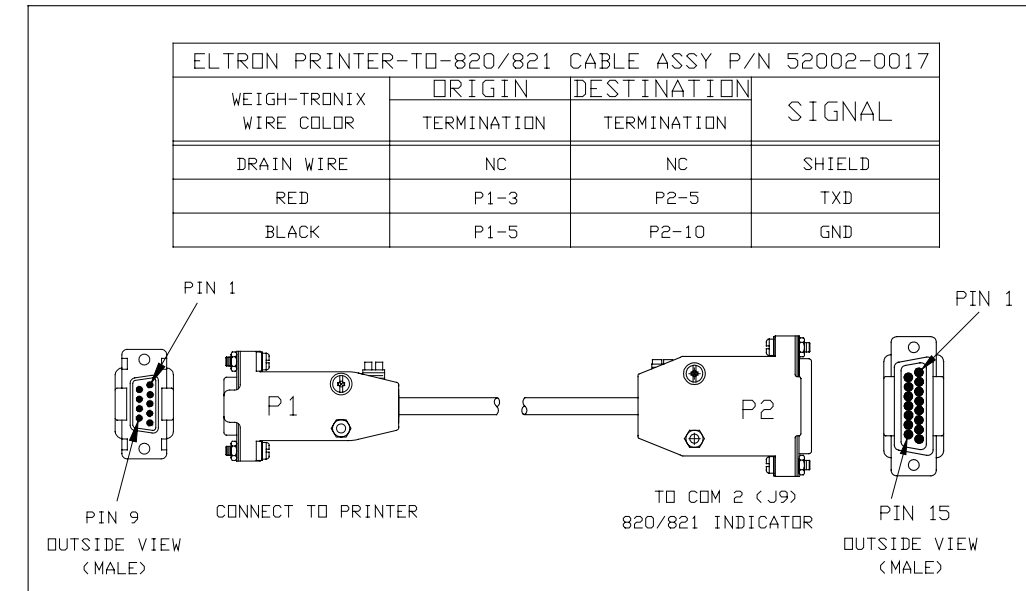 ELTRON PRINTER-TO-820/821 CABLE ASSY P/N 52002-0017
WEIGH-TRONIX
WIRE COLOR
ORIGIN
DESTINATION
SIGNAL
TERMINATION
TERMINATION
DRAIN WIRE NC NC SHIELD
RED P1-3 P2-5 TXD
BLACK P1-5 P2-10 GND
PIN 1
PIN 1
P1
P2
PIN 9
OUTSIDE VIEW
(MALE)
CONNECT TO PRINTER
TO COM 2 (J9)
820/821 INDICATOR
PIN 15
OUTSIDE VIEW
(MALE)